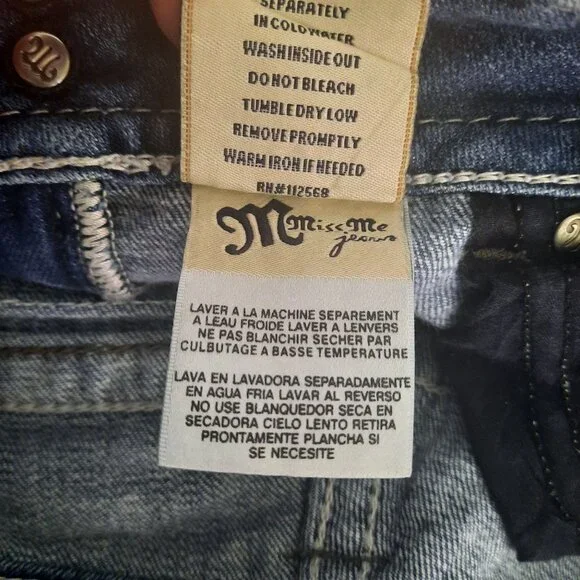 SEPARATELY
IN COLD WATER
WASH INSIDE OUT
DO NOT BLEACH
TUMBLE DRY LOW
REMOVE PROMPTLY
WARM IRON IF NEEDED
RN#112568
M Miss Me
jeans
LAVER A LA MACHINE SEPAREMENT
A LEAU FROIDE LAVER A LENVERS
NE PAS BLANCHIR SECHER PAR
CULBUTAGE A BASSE TEMPERATURE
LAVA EN LAVADORA SEPARADAMENTE
EN AGUA FRIA LAVAR AL REVERSO
NO USE BLANQUEDOR SECA EN
SECADORA CIELO LENTO RETIRA
PRONTAMENTE PLANCHA SI
SE NECESITE